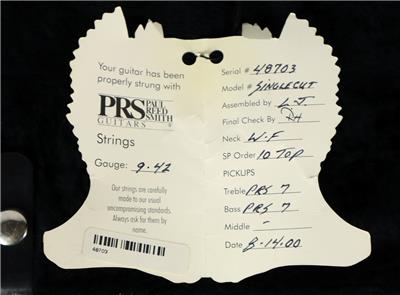 Your guitar has been
properly strung with
PRS PAUL
REED
SMITH
GUITARS ®
Strings
Gauge: 9-42
Our strings are carefully
made to our usual
uncompromising standards.
Always ask for them by
name.
48703
Serial # 48703
Model # SINGLECUT
Assembled by L.J.
Final Check By RH
Neck W-F
SP Order 10 TOP
PICKUPS
Treble PRS 7
Bass PRS 7
Middle -
Date 8-14-00